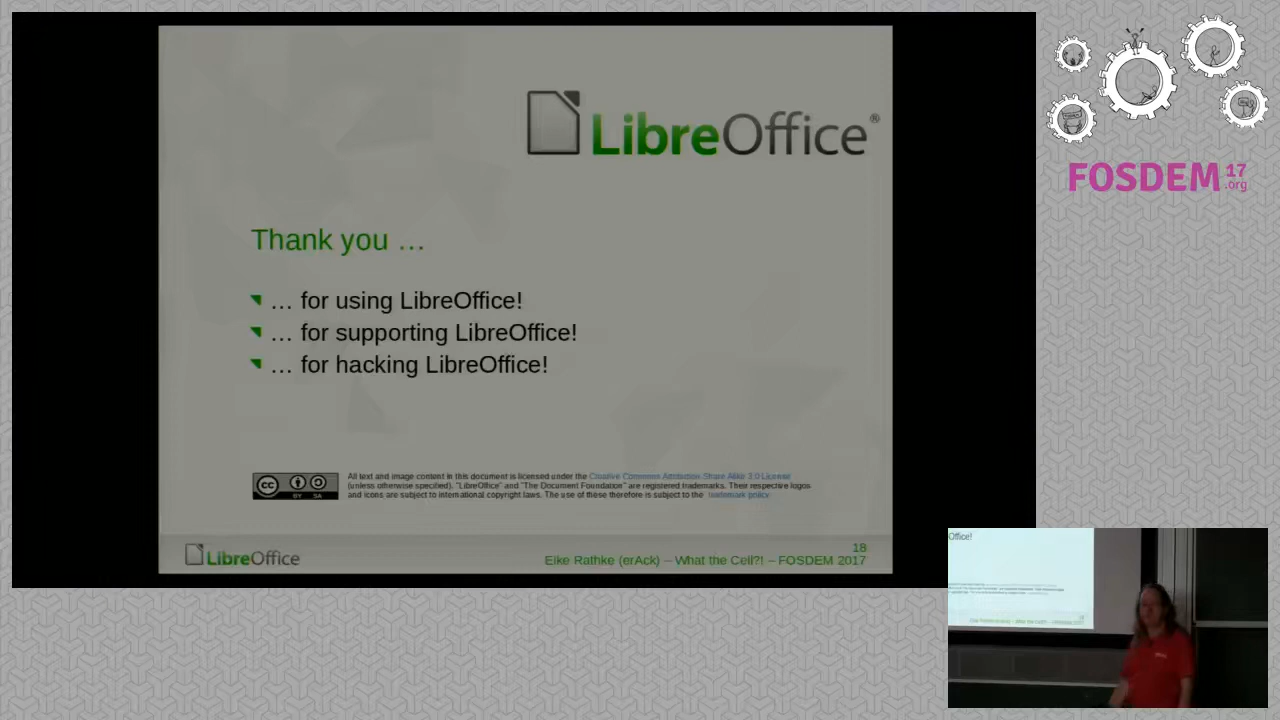 LibreOffice®
Thank you …
… for using LibreOffice!
… for supporting LibreOffice!
… for hacking LibreOffice!
CC BY SA
All text and image content in this document is licensed under the Creative Commons Attribution-Share Alike 3.0 License
(unless otherwise specified). "LibreOffice" and "The Document Foundation" are registered trademarks. Their respective logos
and icons are subject to international copyright laws. The use of these therefore is subject to the trademark policy.
LibreOffice
18
Eike Rathke (erAck) – What the Cell?! – FOSDEM 2017
FOSDEM 17
.org
Office!